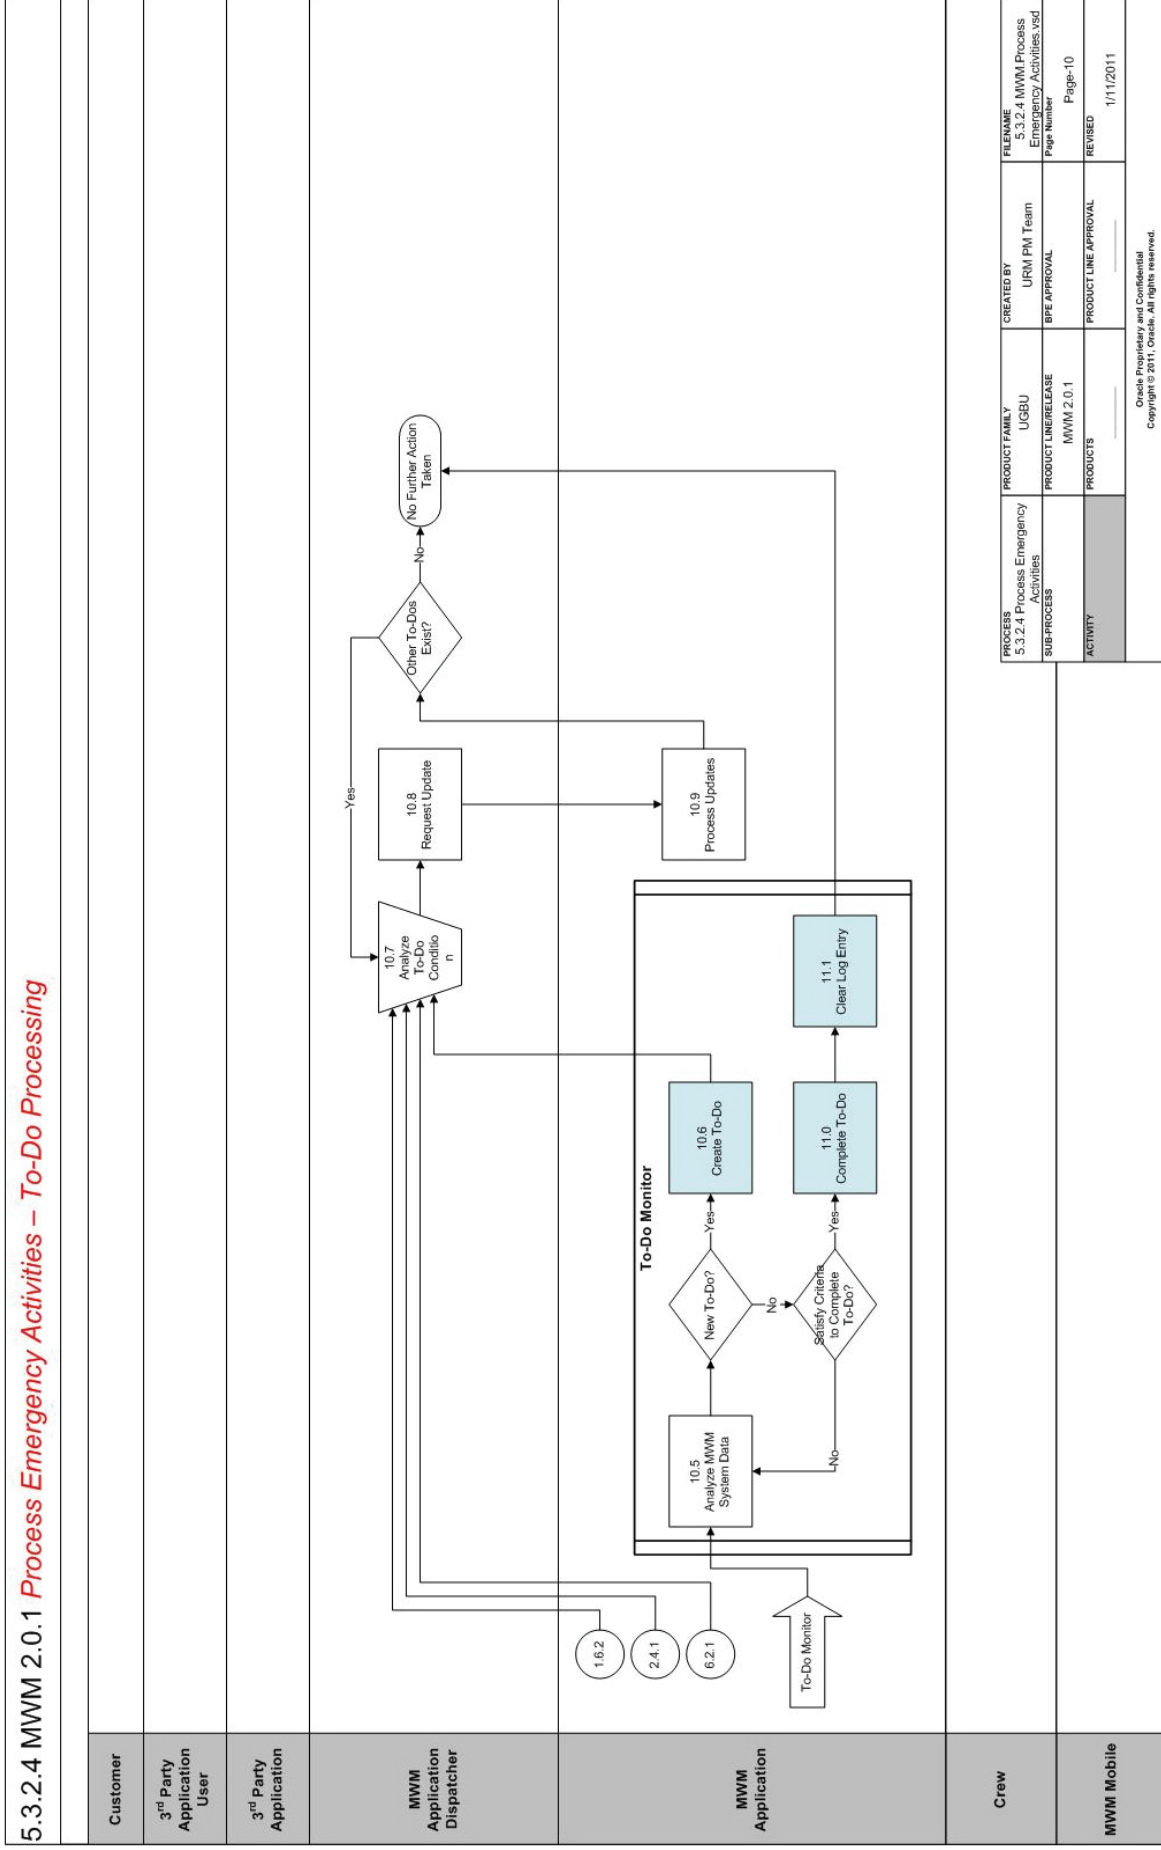 5.3.2.4 MWM 2.0.1 Process Emergency Activities – To-Do Processing
Customer
3rd Party
Application
User
3rd Party
Application
MWM
Application
Dispatcher
Yes
10.7
Analyze
To-Do
Conditio
n
10.8
Request Update
Other To-Dos
Exist?
No
No Further Action
Taken
MWM
Application
1.6.2
2.4.1
6.2.1
To-Do Monitor
To-Do Monitor
10.5
Analyze MWM
System Data
New To-Do?
Yes
10.6
Create To-Do
No
Satisfy Criteria
to Complete
To-Do?
No
Yes
11.0
Complete To-Do
11.1
Clear Log Entry
10.9
Process Updates
Crew
MWM Mobile
PROCESS
5.3.2.4 Process Emergency
Activities
PRODUCT FAMILY
UGBU
CREATED BY
URM PM Team
FILENAME
5.3.2.4 MWM.Process
Emergency Activities.vsd
SUB-PROCESS
PRODUCT LINE/RELEASE
MWM 2.0.1
BPE APPROVAL
Page Number
Page-10
ACTIVITY
PRODUCTS
PRODUCT LINE APPROVAL
REVISED
1/11/2011
Oracle Proprietary and Confidential
Copyright © 2011, Oracle. All rights reserved.